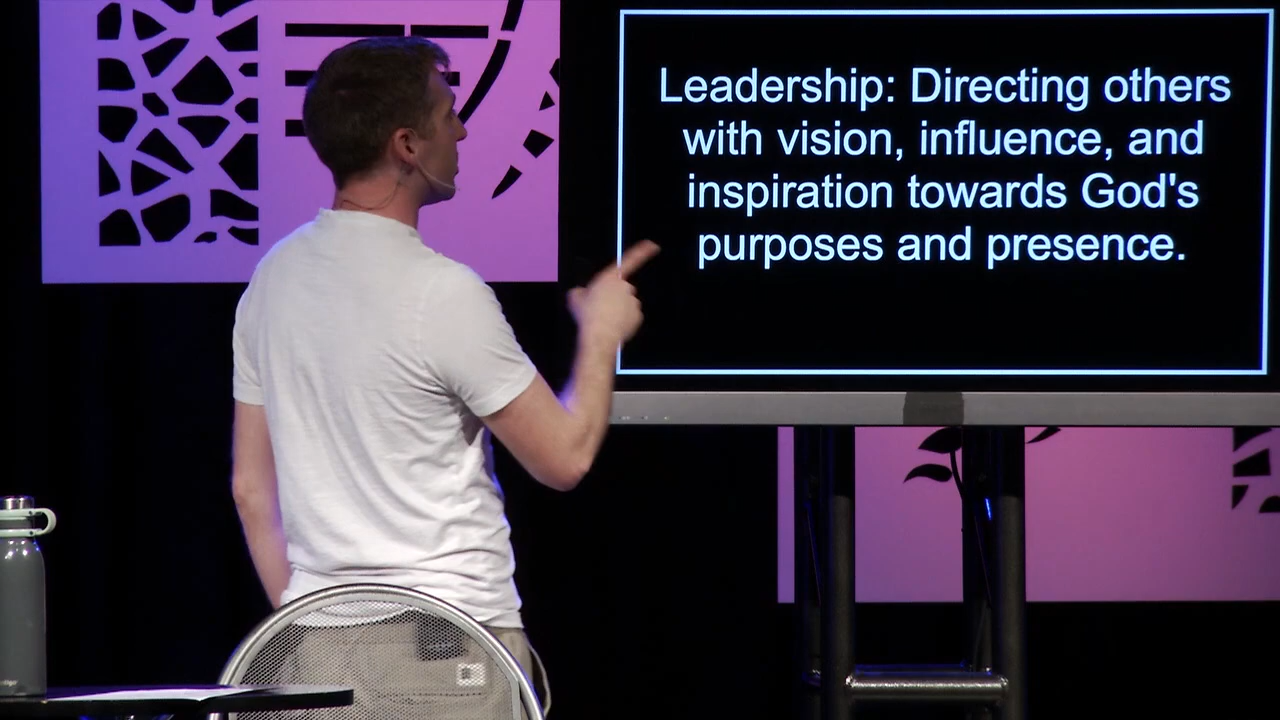 Leadership: Directing others
with vision, influence, and
inspiration towards God's
purposes and presence.